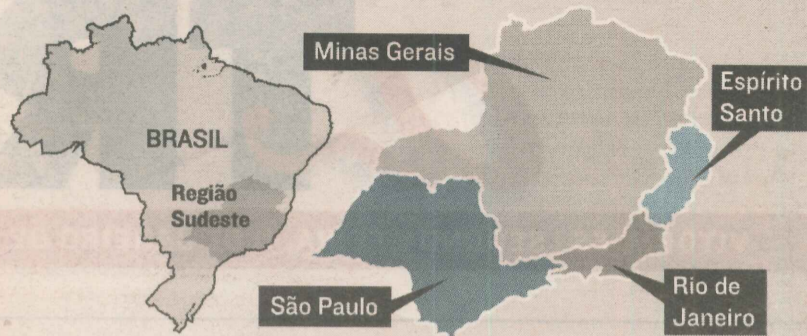 Minas Gerais
Espírito
Santo
BRASIL
Região
Sudeste
São Paulo
Rio de
Janeiro